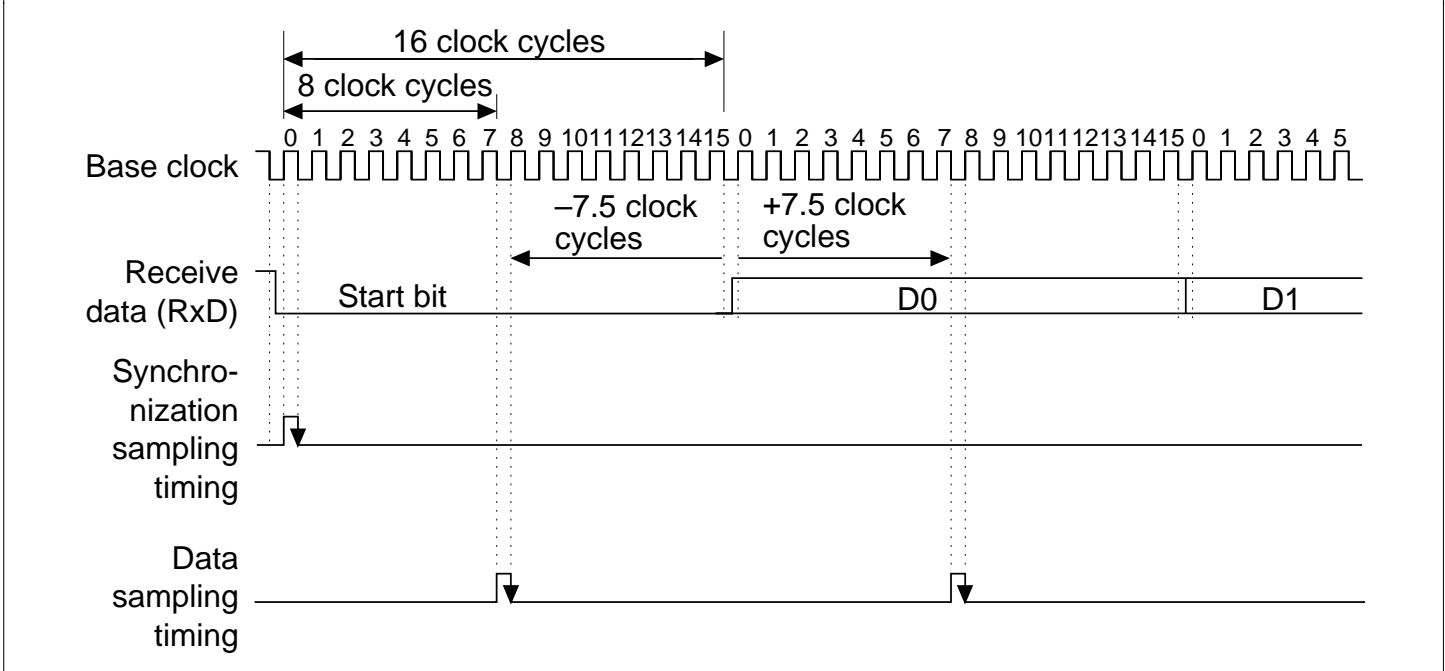 16 clock cycles
8 clock cycles
0 1 2 3 4 5 6 7 8 9 10 11 12 13 14 15 0 1 2 3 4 5 6 7 8 9 10 11 12 13 14 15 0 1 2 3 4 5
Base clock
–7.5 clock
cycles
+7.5 clock
cycles
Receive
data (RxD)
Start bit
D0
D1
Synchro-
nization
sampling
timing
Data
sampling
timing